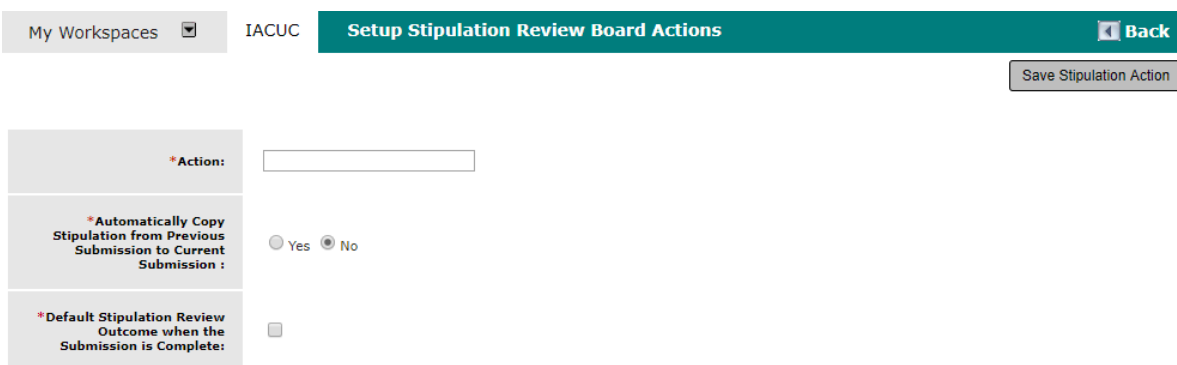 My Workspaces IACUC Setup Stipulation Review Board Actions Back
Save Stipulation Action
*Action:
*Automatically Copy
Stipulation from Previous
Submission to Current
Submission :
Yes No
*Default Stipulation Review
Outcome when the
Submission is Complete: